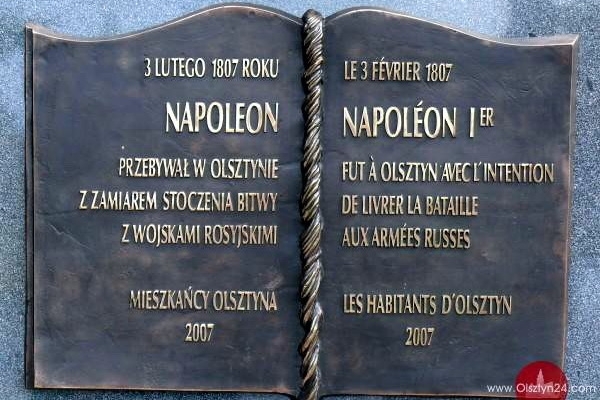 3 LUTEGO 1807 ROKU
NAPOLEON
PRZEBYWAŁ W OLSZTYNIE
Z ZAMIAREM STOCZENIA BITWY
Z WOJSKAMI ROSYJSKIMI
MIESZKAŃCY OLSZTYNA
2007
LE 3 FÉVRIER 1807
NAPOLÉON IER
FUT À OLSZTYN AVEC L'INTENTION
DE LIVRER LA BATAILLE
AUX ARMÉES RUSSES
LES HABITANTS D'OLSZTYN
2007
www.Olsztyn24.com